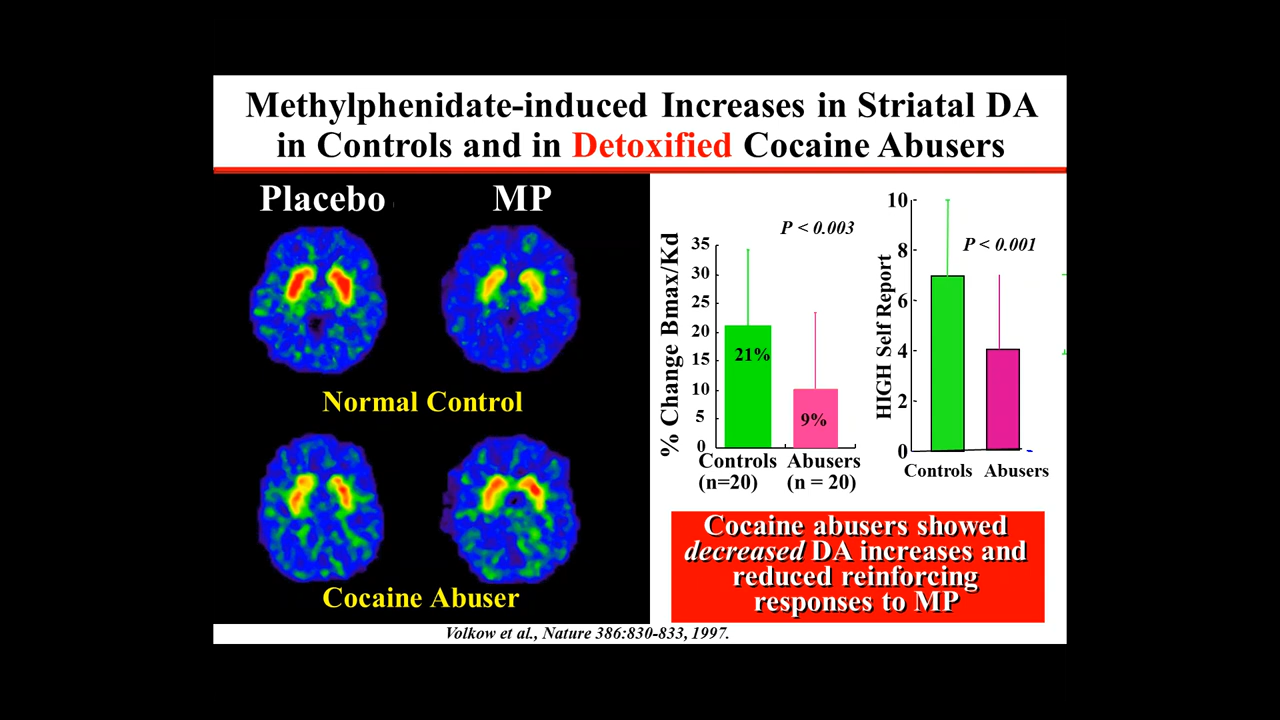 Methylphenidate-induced Increases in Striatal DA
in Controls and in Detoxified Cocaine Abusers
Placebo MP
Normal Control
Cocaine Abuser
% Change Bmax/Kd
35
30
25
20
15
10
5
0
P < 0.003
21%
9%
Controls Abusers
(n=20) (n = 20)
HIGH Self Report
10
8
6
4
2
0
P < 0.001
Controls Abusers
Cocaine abusers showed
decreased DA increases and
reduced reinforcing
responses to MP
Volkow et al., Nature 386:830-833, 1997.